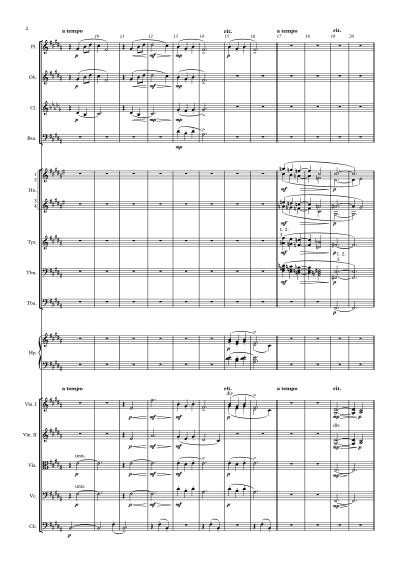 2
a tempo rit. a tempo rit.
10 11 12 13 14 15 16 17 18 19 20
Fl.
p mf mp p
Ob.
p mf mp
Cl.
p mf mp p
Bsn.
mp
1
2
mf p
Hn.
3
4
mf p
1. 2.
Tpt.
mf p
1. 2.
3.
Tbn.
mf
Tba.
p
Hp.
p
a tempo rit. a tempo rit.
div.
Vln. I
p mf p mp p
div.
Vln. II
p mf mp p
unis.
Vla.
p mf p mp
unis.
Vc.
p mf p mp
Cb.
p